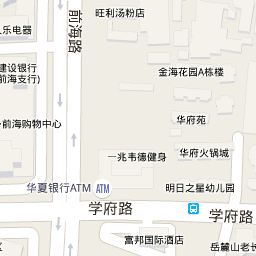 旺利汤粉店
前海路
乐电器
建设银行
前海支行)
金海花园A栋楼
华府苑
前海购物中心
一兆韦德健身
华府火锅城
华夏银行ATM
ATM
明日之星幼儿园
学府路
学府路
富邦国际酒店
岳麓山老长
区